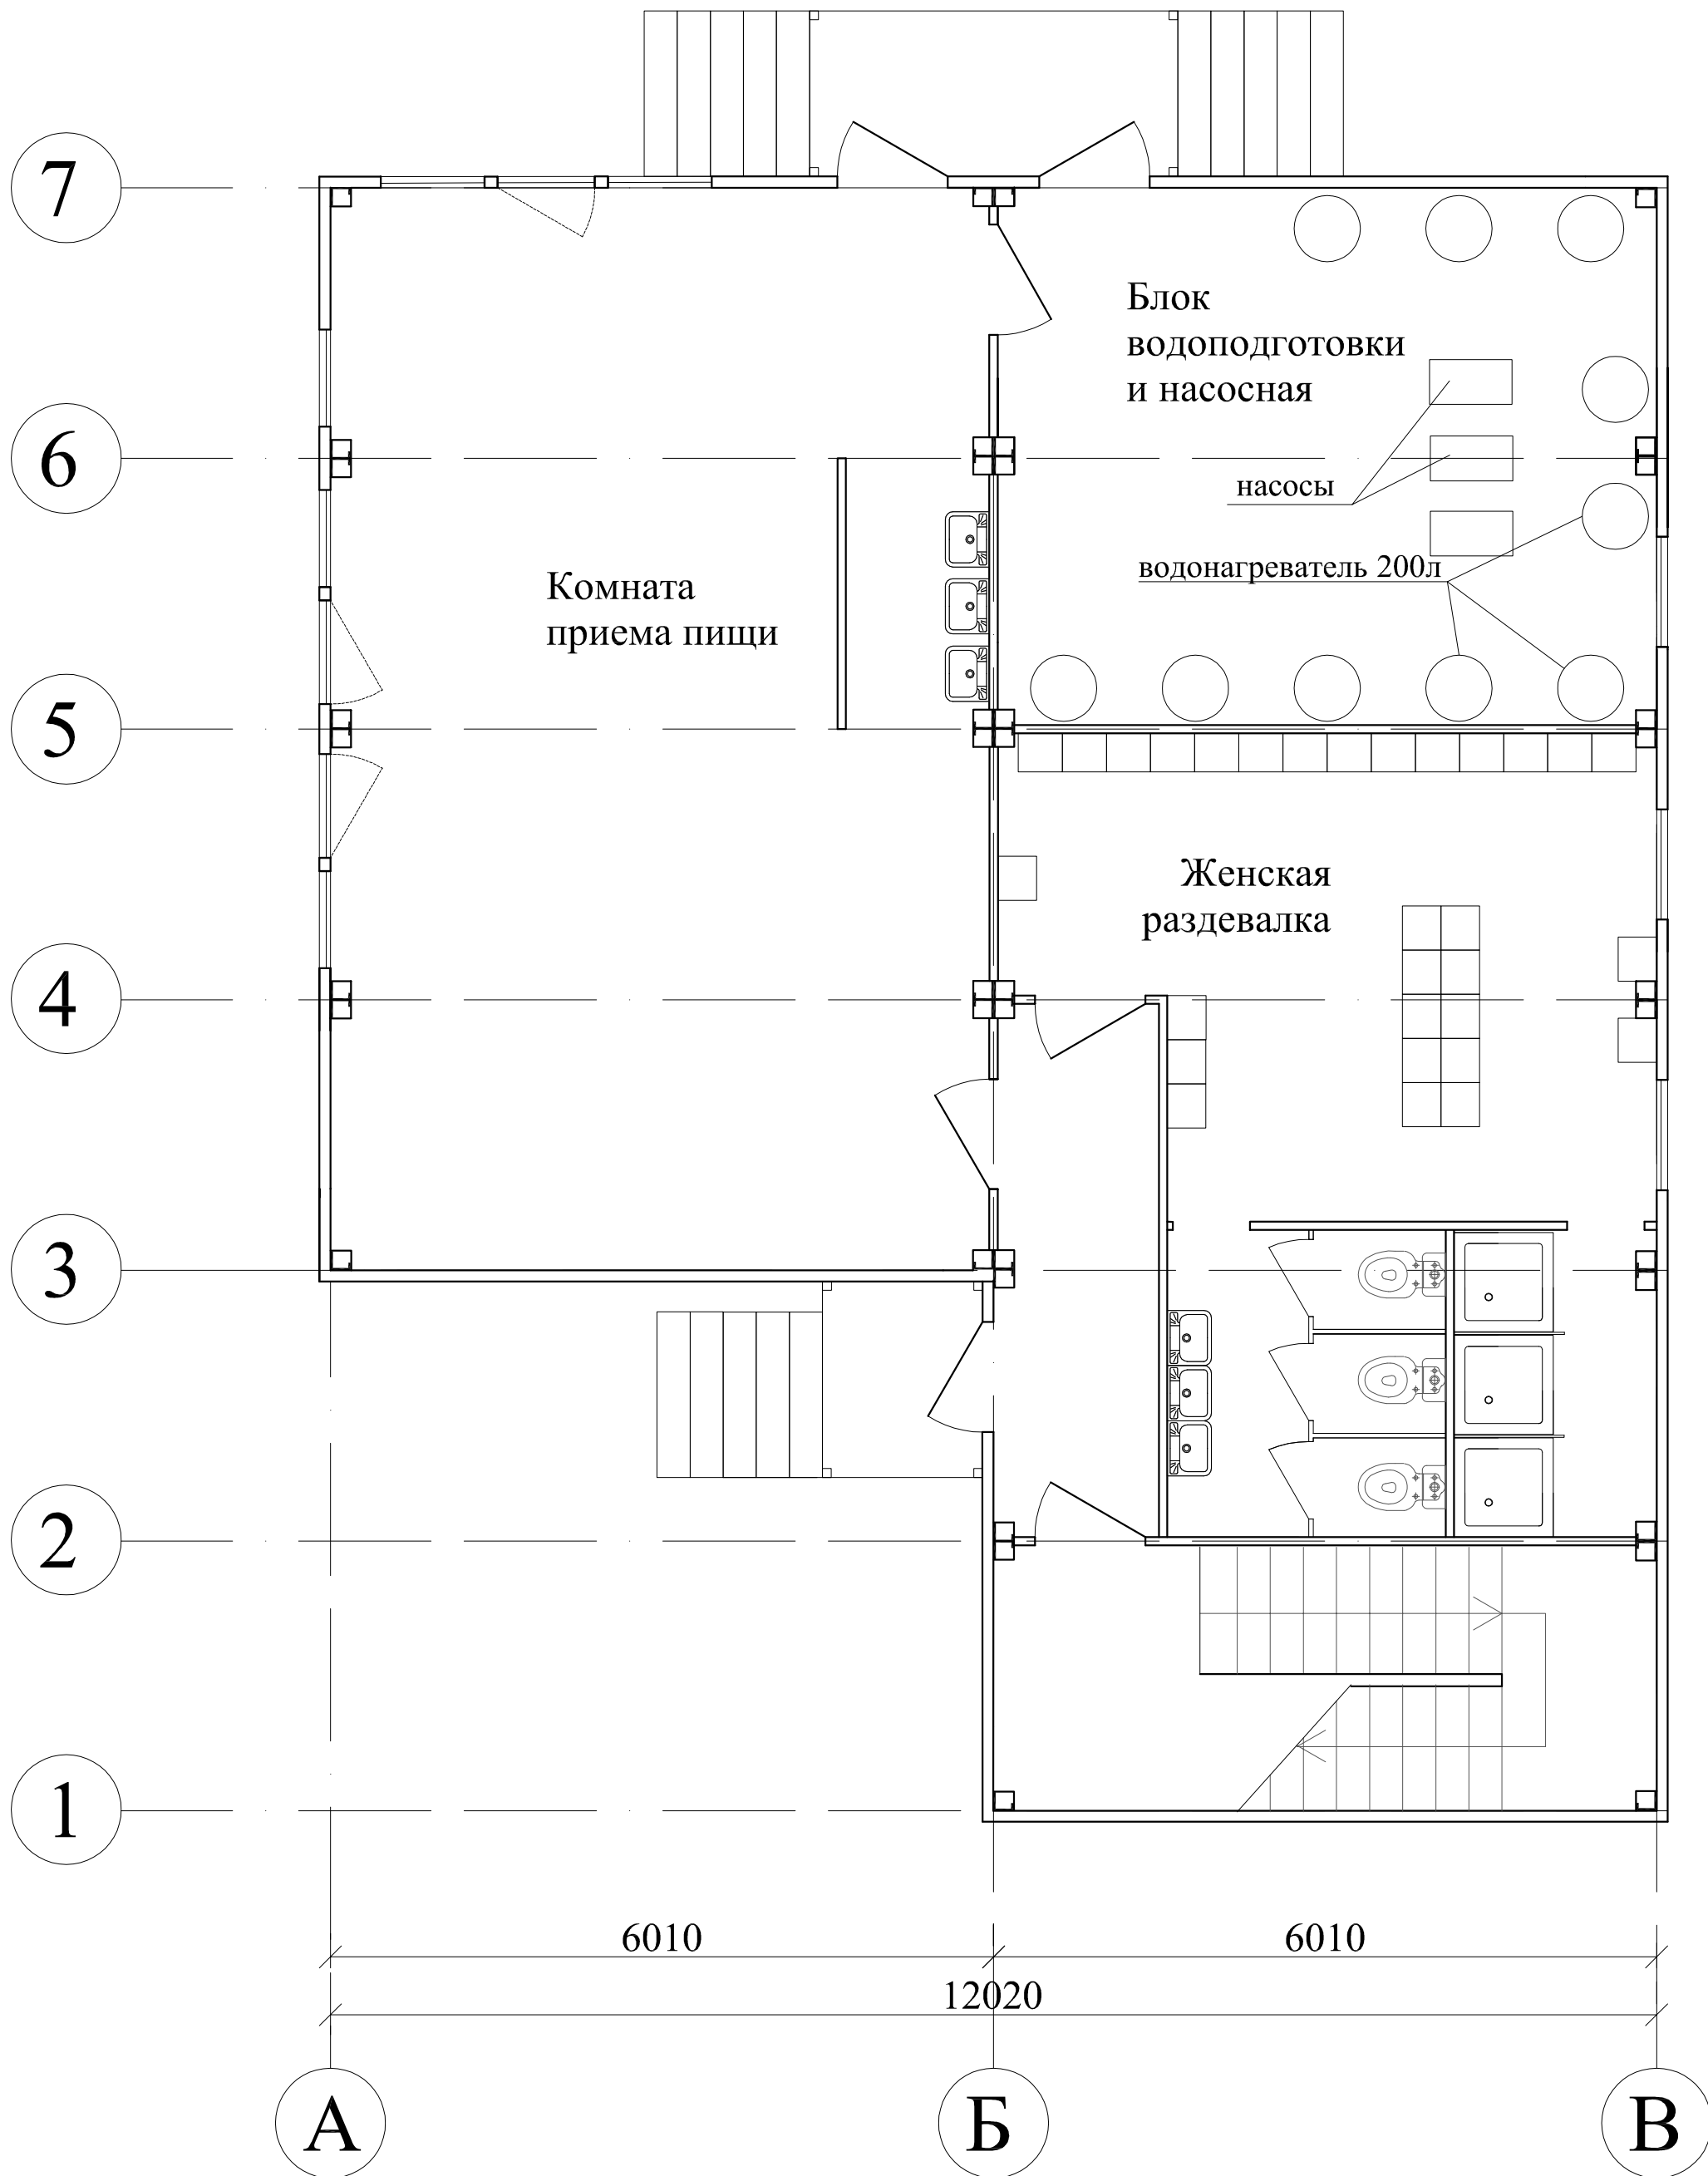 7
Блок
водоподготовки
и насосная
6
насосы
водонагреватель 200л
Комната
приема пищи
5
Женская
раздевалка
4
3
2
1
6010
6010
12020
А
Б
В